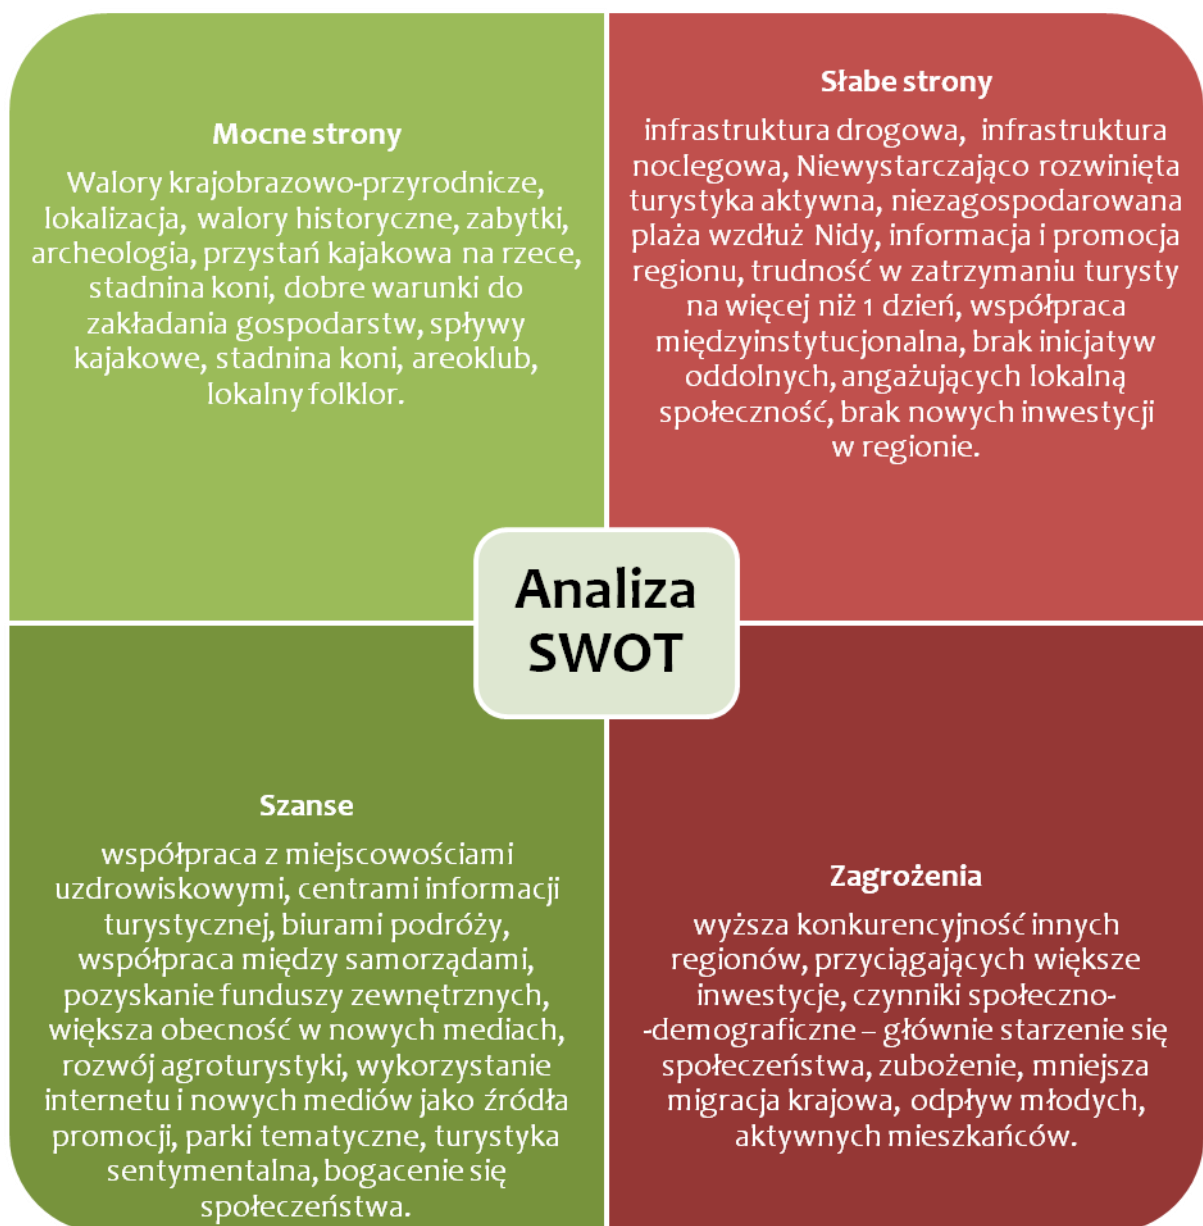 Mocne strony
Walory krajobrazowo-przyrodnicze,
lokalizacja, walory historyczne, zabytki,
archeologia, przystań kajakowa na rzece,
stadnina koni, dobre warunki do
zakładania gospodarstw, spływy
kajakowe, stadnina koni, areoklub,
lokalny folklor.
Słabe strony
infrastruktura drogowa, infrastruktura
noclegowa, Niewystarczająco rozwinięta
turystyka aktywna, niezagospodarowana
plaża wzdłuż Nidy, informacja i promocja
regionu, trudność w zatrzymaniu turysty
na więcej niż 1 dzień, współpraca
międzyinstytucjonalna, brak inicjatyw
oddolnych, angażujących lokalną
społeczność, brak nowych inwestycji
w regionie.
Analiza
SWOT
Szanse
współpraca z miejscowościami
uzdrowiskowymi, centrami informacji
turystycznej, biurami podróży,
współpraca między samorządami,
pozyskanie funduszy zewnętrznych,
większa obecność w nowych mediach,
rozwój agroturystyki, wykorzystanie
internetu i nowych mediów jako źródła
promocji, parki tematyczne, turystyka
sentymentalna, bogacenie się
społeczeństwa.
Zagrożenia
wyższa konkurencyjność innych
regionów, przyciągających większe
inwestycje, czynniki społeczno-
-demograficzne – głównie starzenie się
społeczeństwa, zubożenie, mniejsza
migracja krajowa, odpływ młodych,
aktywnych mieszkańców.